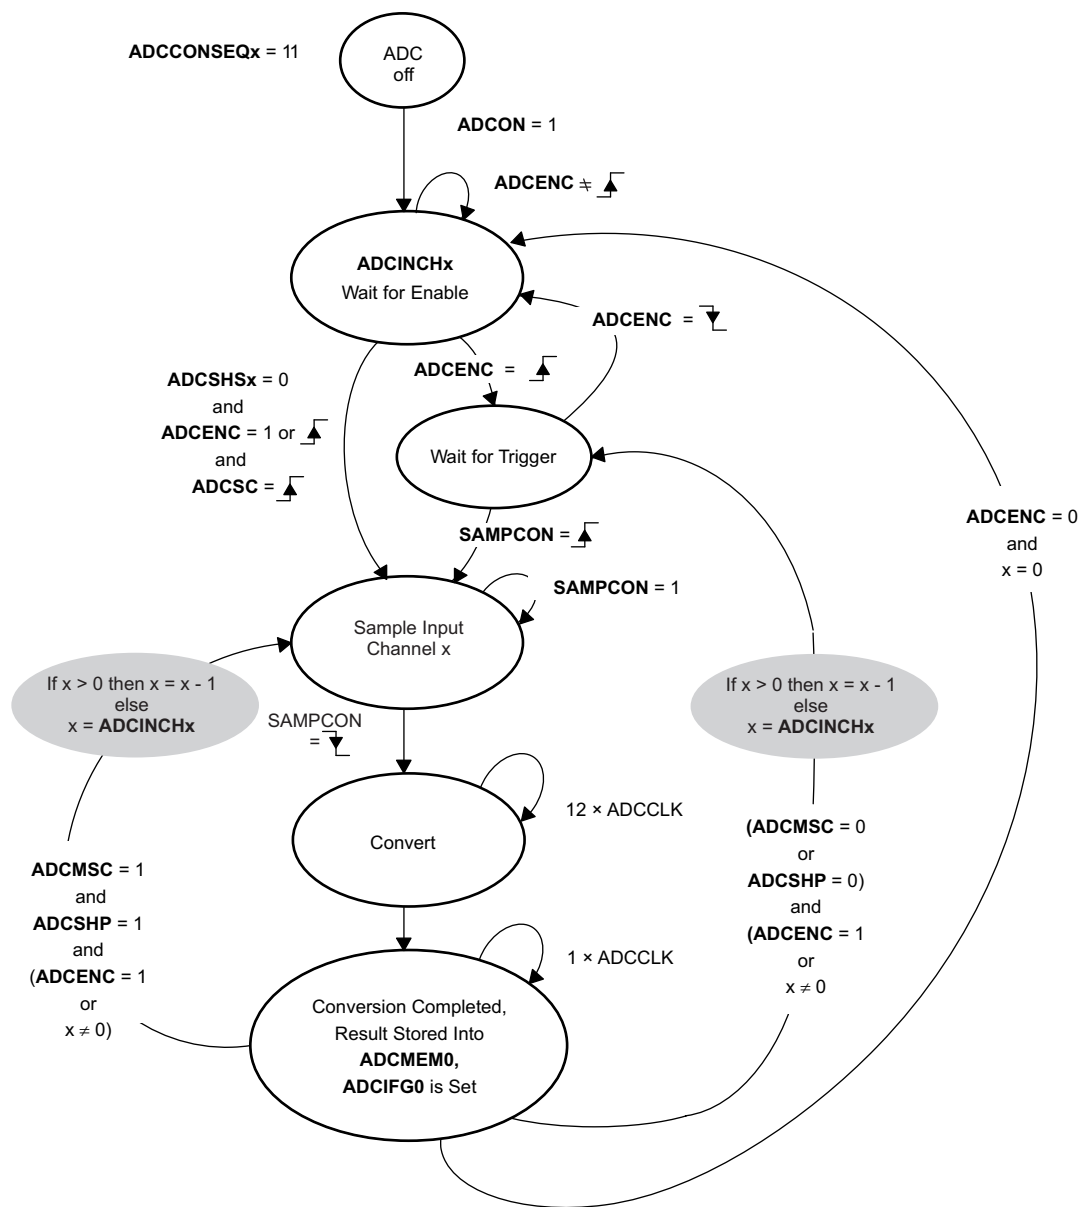 ADCCONSEQx = 11
ADC
off
ADCON = 1
ADCENC ≠
ADCINCHx
Wait for Enable
ADCENC =
ADCENC =
ADCSHSx = 0
and
ADCENC = 1 or
and
ADCSC =
Wait for Trigger
SAMPCON =
ADCENC = 0
and
x = 0
SAMPCON = 1
Sample Input
Channel x
If x > 0 then x = x - 1
else
x = ADCINCHx
If x > 0 then x = x - 1
else
x = ADCINCHx
SAMPCON
=
12 × ADCCLK
Convert
(ADCMSC = 0
or
ADCSHP = 0)
and
(ADCENC = 1
or
x ≠ 0
ADCMSC = 1
and
ADCSHP = 1
and
(ADCENC = 1
or
x ≠ 0)
1 × ADCCLK
Conversion Completed,
Result Stored Into
ADCMEM0,
ADCIFG0 is Set